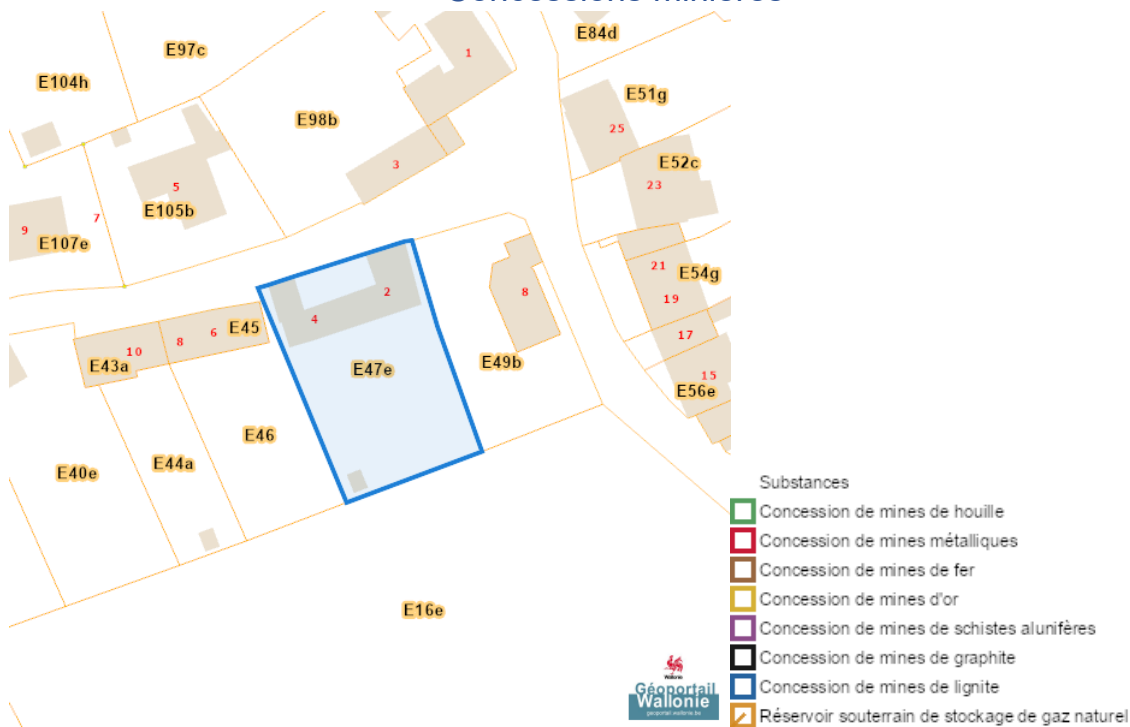 Concessions minières
E97c
1
E84d
E104h
E51g
E98b
25
3
E52c
5
23
E105b
7
9
E107e
21
E54g
2
8
19
4
E45
6
8
17
10
E43a
E47e
E49b
15
E56e
E46
E44a
E40e
E16e
Substances
Concession de mines de houille
Concession de mines métalliques
Concession de mines de fer
Concession de mines d'or
Concession de mines de schistes alunifères
Concession de mines de graphite
Concession de mines de lignite
Réservoir souterrain de stockage de gaz naturel
Wallonie
Géoportail
Wallonie
geoportail.wallonie.be